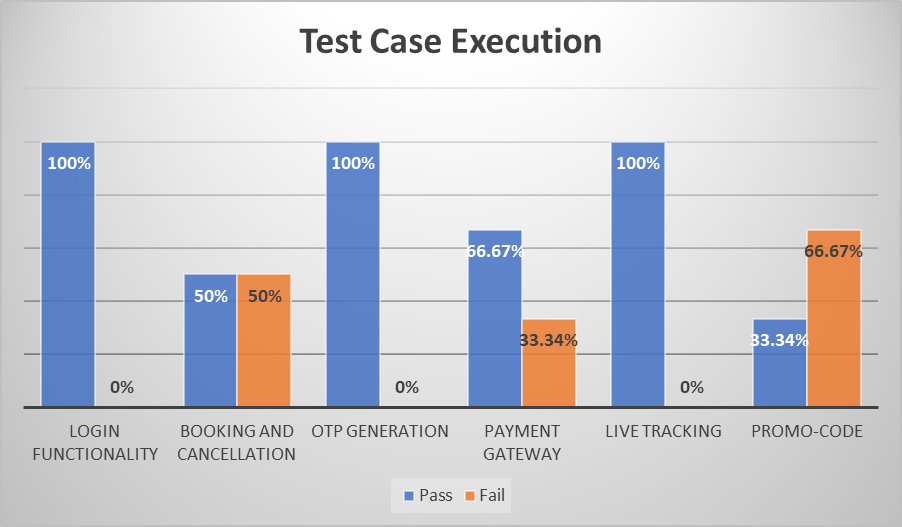 Test Case Execution
100%
0%
50%
50%
100%
0%
66.67%
33.34%
100%
0%
33.34%
66.67%
LOGIN
FUNCTIONALITY
BOOKING AND
CANCELLATION
OTP GENERATION
PAYMENT
GATEWAY
LIVE TRACKING
PROMO-CODE
Pass
Fail